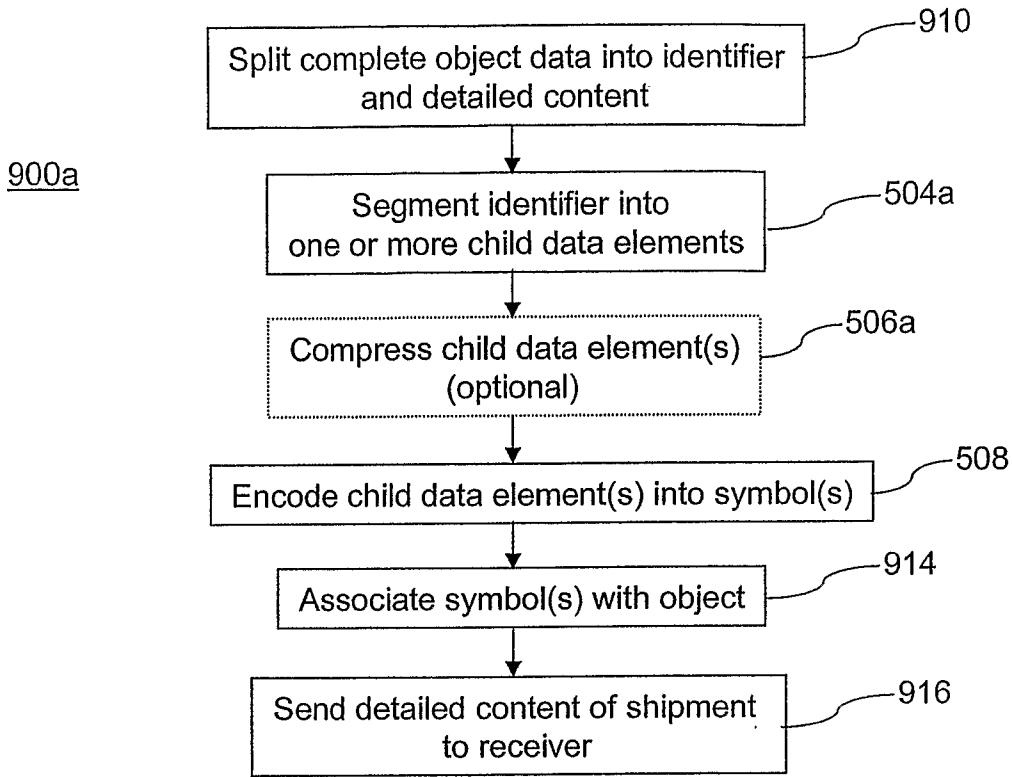 910
Split complete object data into identifier
and detailed content
900a
504a
Segment identifier into
one or more child data elements
506a
Compress child data element(s)
(optional)
508
Encode child data element(s) into symbol(s)
914
Associate symbol(s) with object
916
Send detailed content of shipment
to receiver